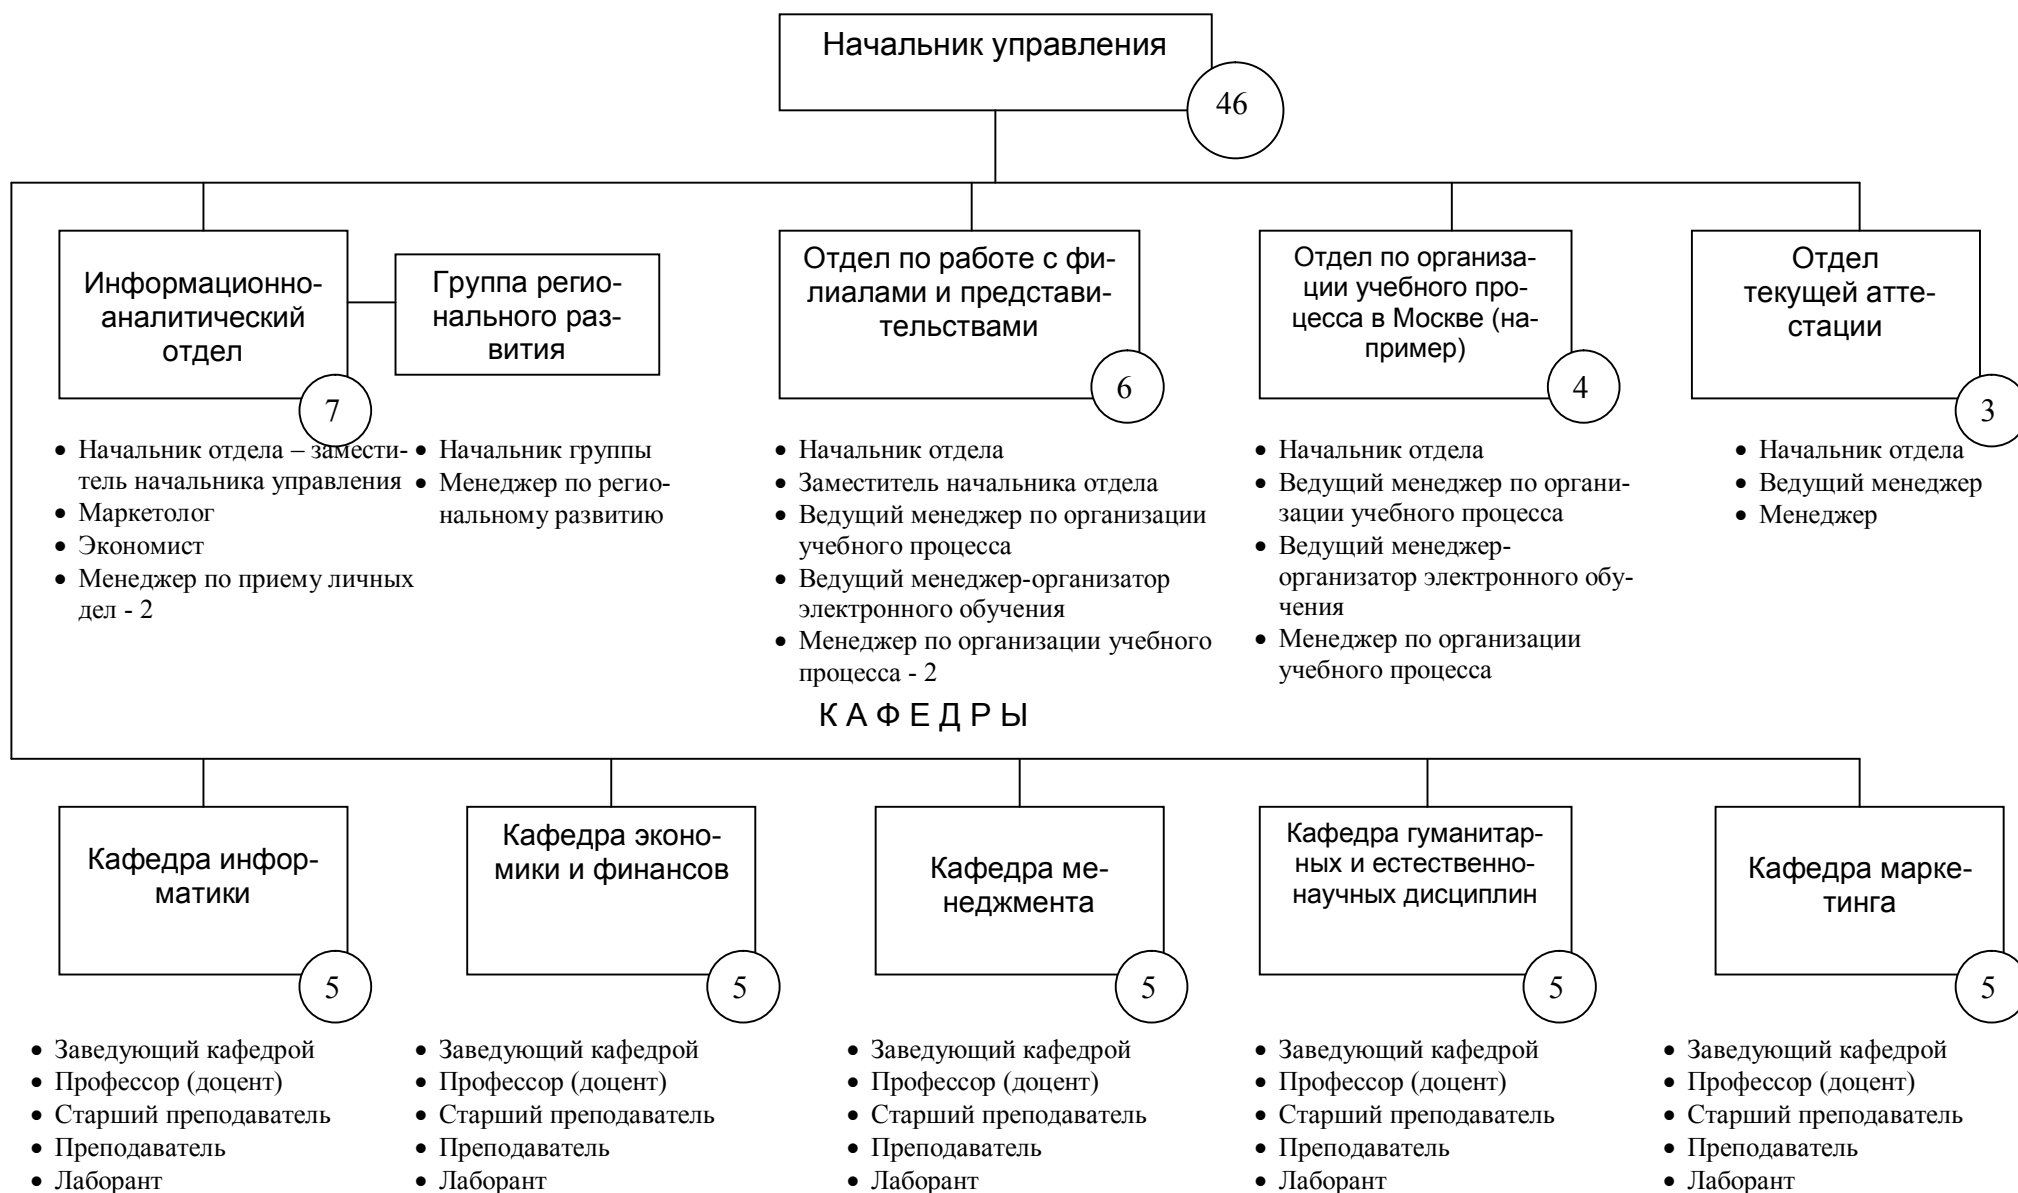 Начальник управления
46
Информационно-
аналитический
отдел
7
Группа регио-
нального раз-
вития
Отдел по работе с фи-
лиалами и представи-
тельствами
6
Отдел по организа-
ции учебного про-
цесса в Москве (на-
пример)
4
Отдел
текущей атте-
стации
3
• Начальник отдела – замести-
тель начальника управления
• Маркетолог
• Экономист
• Менеджер по приему личных
дел - 2
• Начальник группы
• Менеджер по регио-
нальному развитию
• Начальник отдела
• Заместитель начальника отдела
• Ведущий менеджер по организации
учебного процесса
• Ведущий менеджер-организатор
электронного обучения
• Менеджер по организации учебного
процесса - 2
• Начальник отдела
• Ведущий менеджер по органи-
зации учебного процесса
• Ведущий менеджер-
организатор электронного обу-
чения
• Менеджер по организации
учебного процесса
• Начальник отдела
• Ведущий менеджер
• Менеджер
К А Ф Е Д Р Ы
Кафедра инфор-
матики
5
Кафедра эконо-
мики и финансов
5
Кафедра ме-
неджмента
5
Кафедра гуманитар-
ных и естественно-
научных дисциплин
5
Кафедра марке-
тинга
5
• Заведующий кафедрой
• Профессор (доцент)
• Старший преподаватель
• Преподаватель
• Лаборант
• Заведующий кафедрой
• Профессор (доцент)
• Старший преподаватель
• Преподаватель
• Лаборант
• Заведующий кафедрой
• Профессор (доцент)
• Старший преподаватель
• Преподаватель
• Лаборант
• Заведующий кафедрой
• Профессор (доцент)
• Старший преподаватель
• Преподаватель
• Лаборант
• Заведующий кафедрой
• Профессор (доцент)
• Старший преподаватель
• Преподаватель
• Лаборант